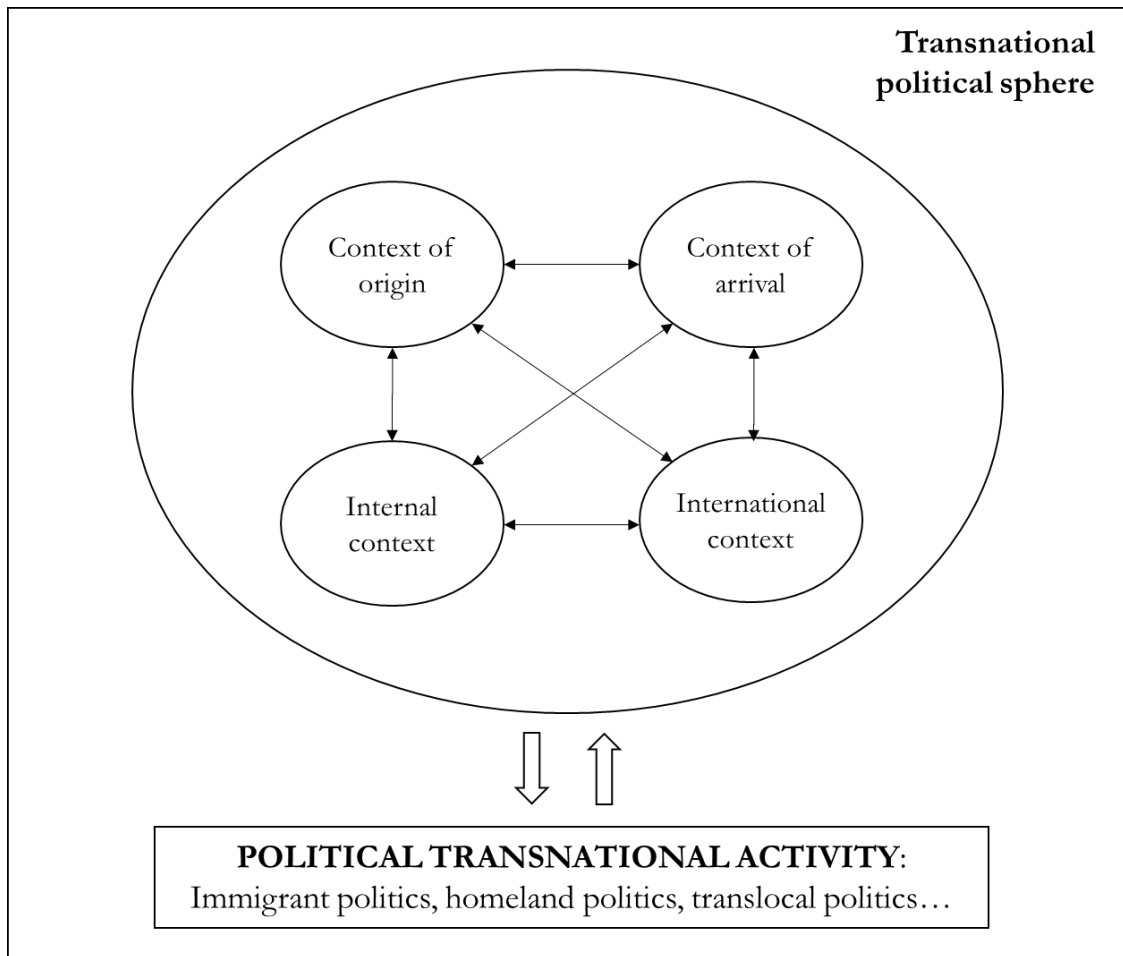 Transnational
political sphere
Context of
origin
Context of
arrival
Internal
context
International
context
POLITICAL TRANSNATIONAL ACTIVITY:
Immigrant politics, homeland politics, translocal politics…